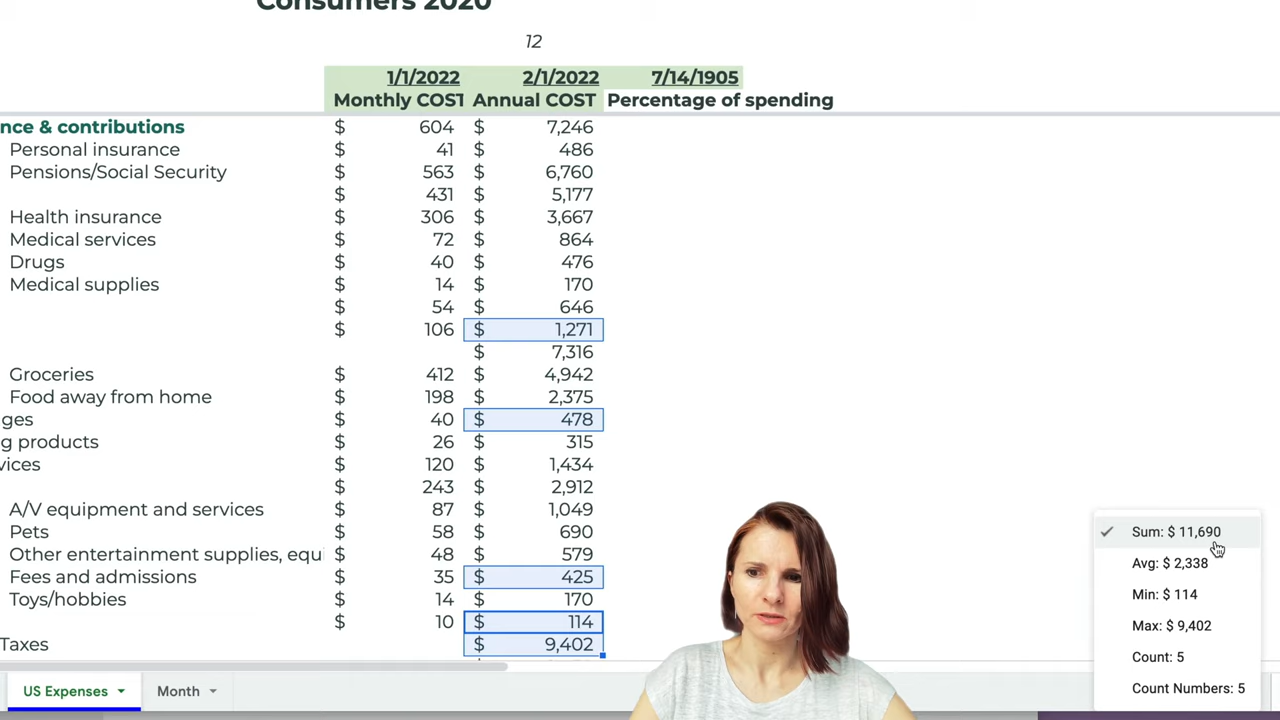 Consumers 2020
12
1/1/2022 2/1/2022 7/14/1905
Monthly COST Annual COST Percentage of spending
nce & contributions $ 604 $ 7,246
Personal insurance $ 41 $ 486
Pensions/Social Security $ 563 $ 6,760
$ 431 $ 5,177
Health insurance $ 306 $ 3,667
Medical services $ 72 $ 864
Drugs $ 40 $ 476
Medical supplies $ 14 $ 170
$ 54 $ 646
$ 106 $ 1,271
$ 7,316
Groceries $ 412 $ 4,942
Food away from home $ 198 $ 2,375
ges $ 40 $ 478
g products $ 26 $ 315
vices $ 120 $ 1,434
$ 243 $ 2,912
A/V equipment and services $ 87 $ 1,049
Pets $ 58 $ 690
Other entertainment supplies, equi $ 48 $ 579
Fees and admissions $ 35 $ 425
Toys/hobbies $ 14 $ 170
$ 10 $ 114
Taxes $ 9,402
Sum: $ 11,690
Avg: $ 2,338
Min: $ 114
Max: $ 9,402
Count: 5
Count Numbers: 5
US Expenses Month